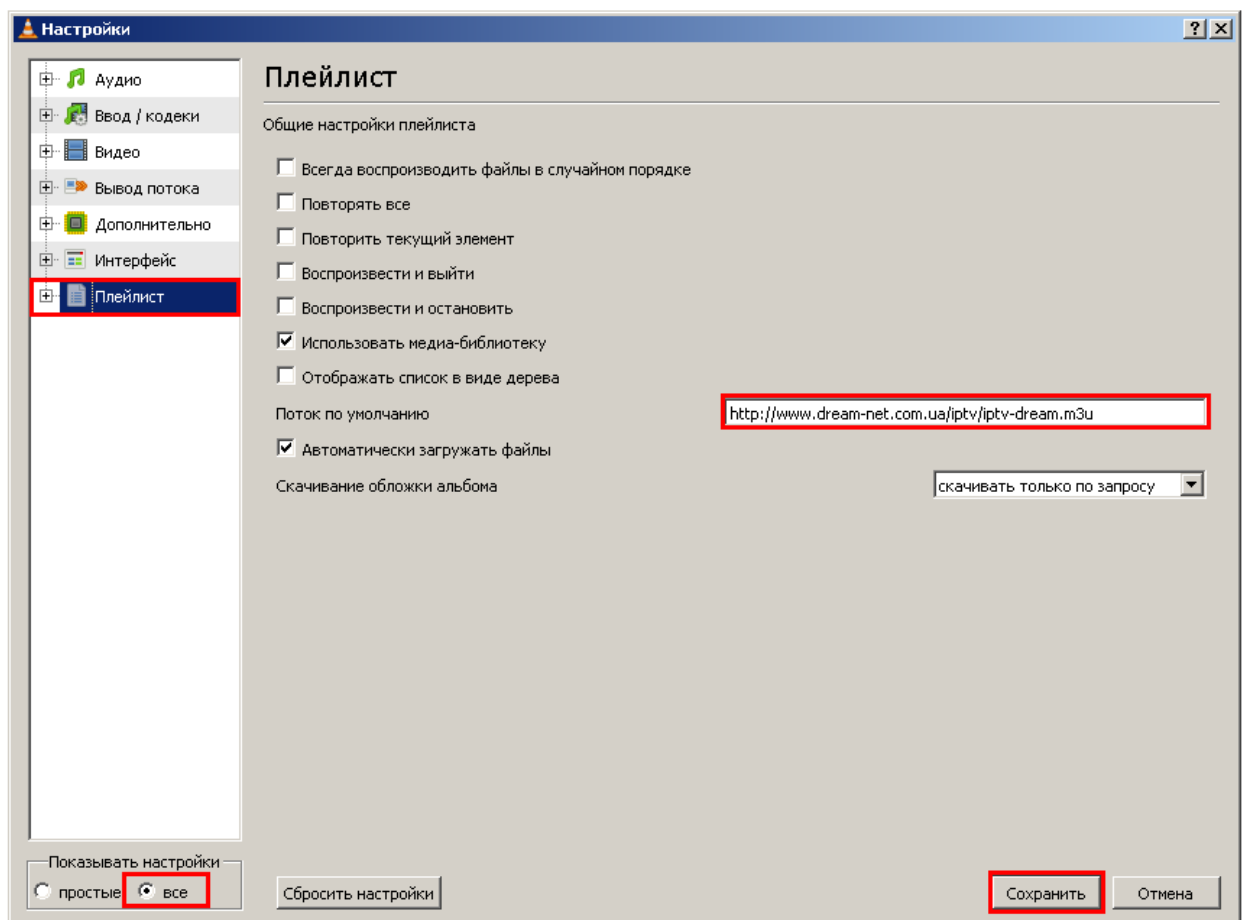 Настройки
Аудио
Ввод / кодеки
Видео
Вывод потока
Дополнительно
Интерфейс
Плейлист
Плейлист
Общие настройки плейлиста
Всегда воспроизводить файлы в случайном порядке
Повторять все
Повторить текущий элемент
Воспроизвести и выйти
Воспроизвести и остановить
Использовать медиа-библиотеку
Отображать список в виде дерева
Поток по умолчанию http://www.dream-net.com.ua/iptv/iptv-dream.m3u
Автоматически загружать файлы
Скачивание обложки альбома скачивать только по запросу
Показывать настройки
простые все
Сбросить настройки Сохранить Отмена